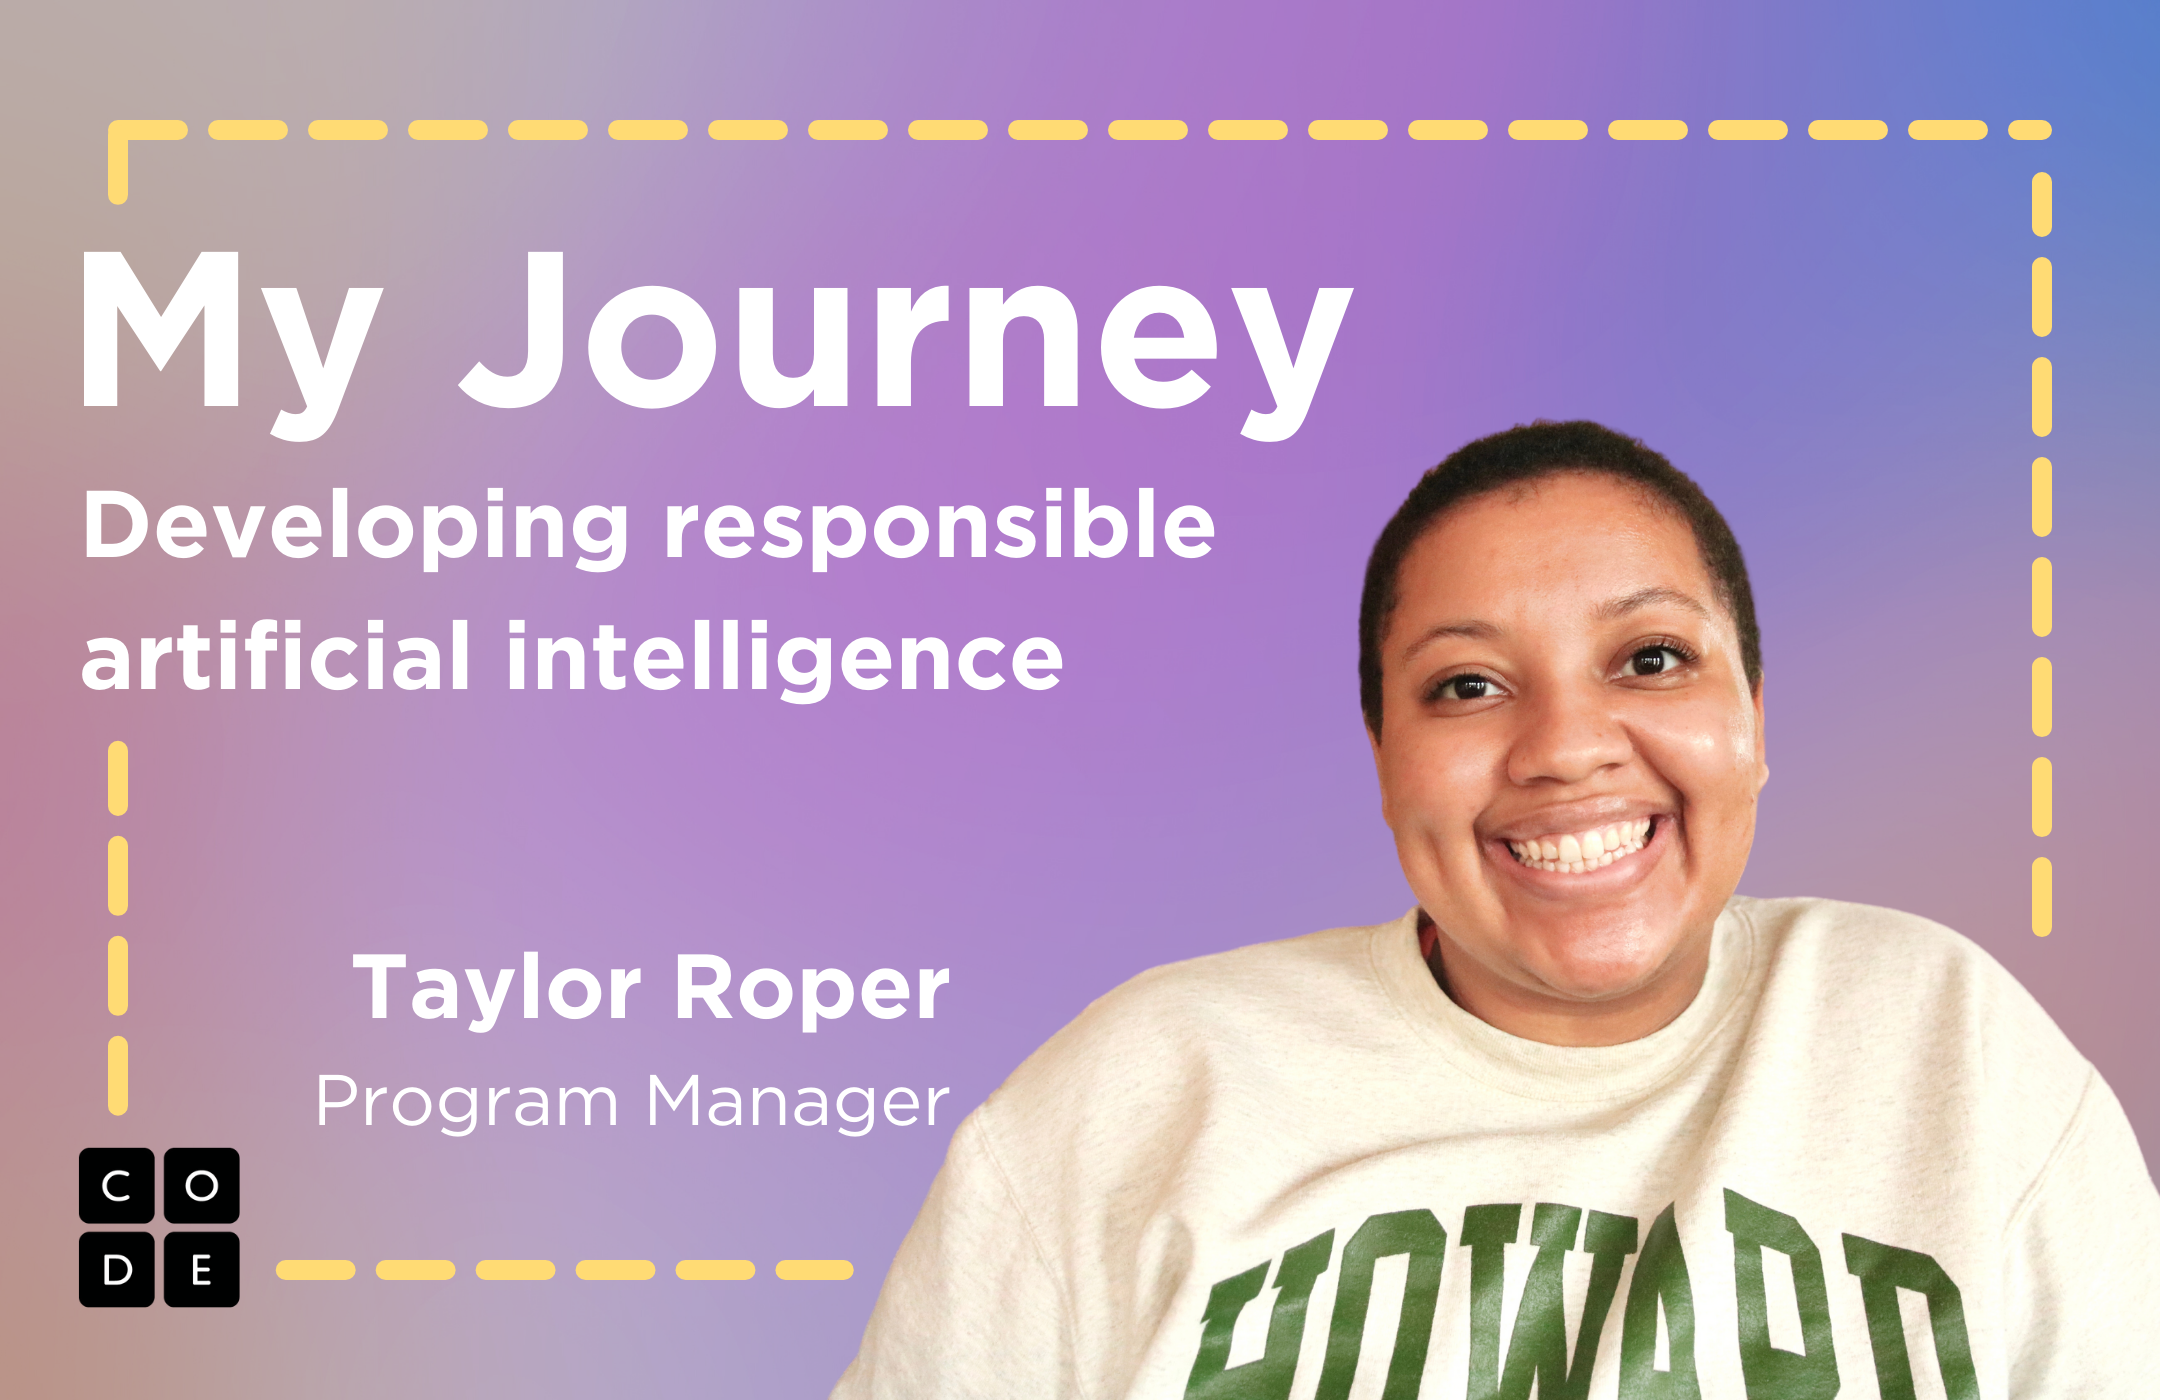 My Journey
Developing responsible
artificial intelligence
Taylor Roper
Program Manager
C O
D E
HOWARD